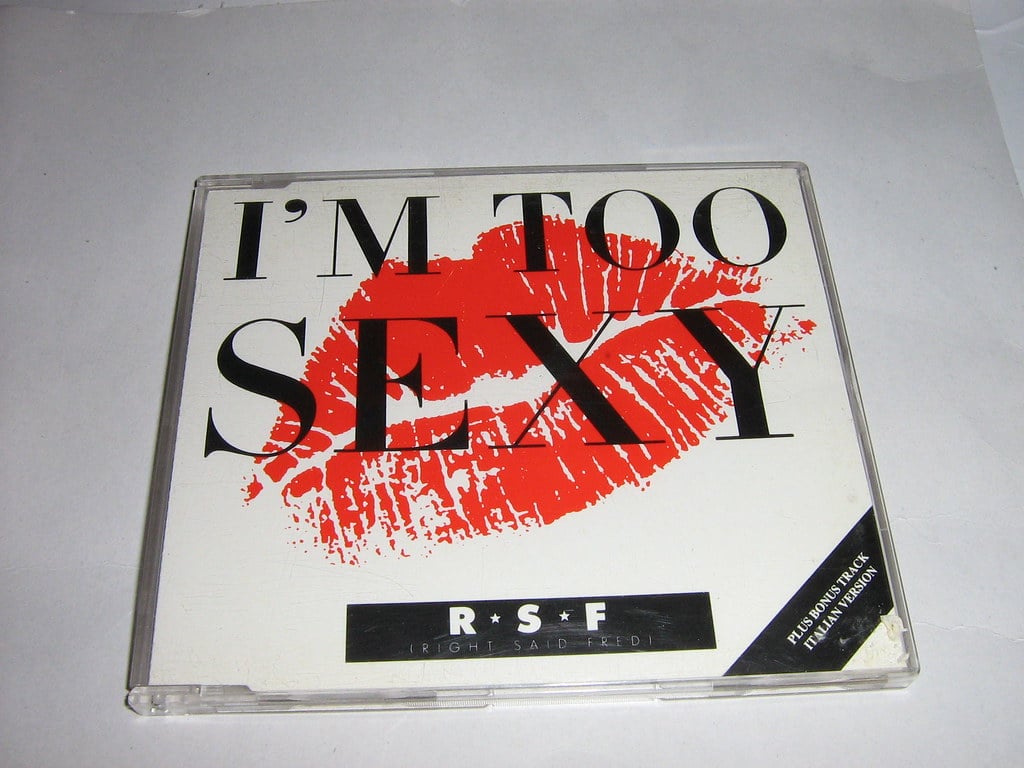 I'M TOO
SEXY
R★S★F
(RIGHT SAID FRED)
PLUS BONUS TRACK
ITALIAN VERSION